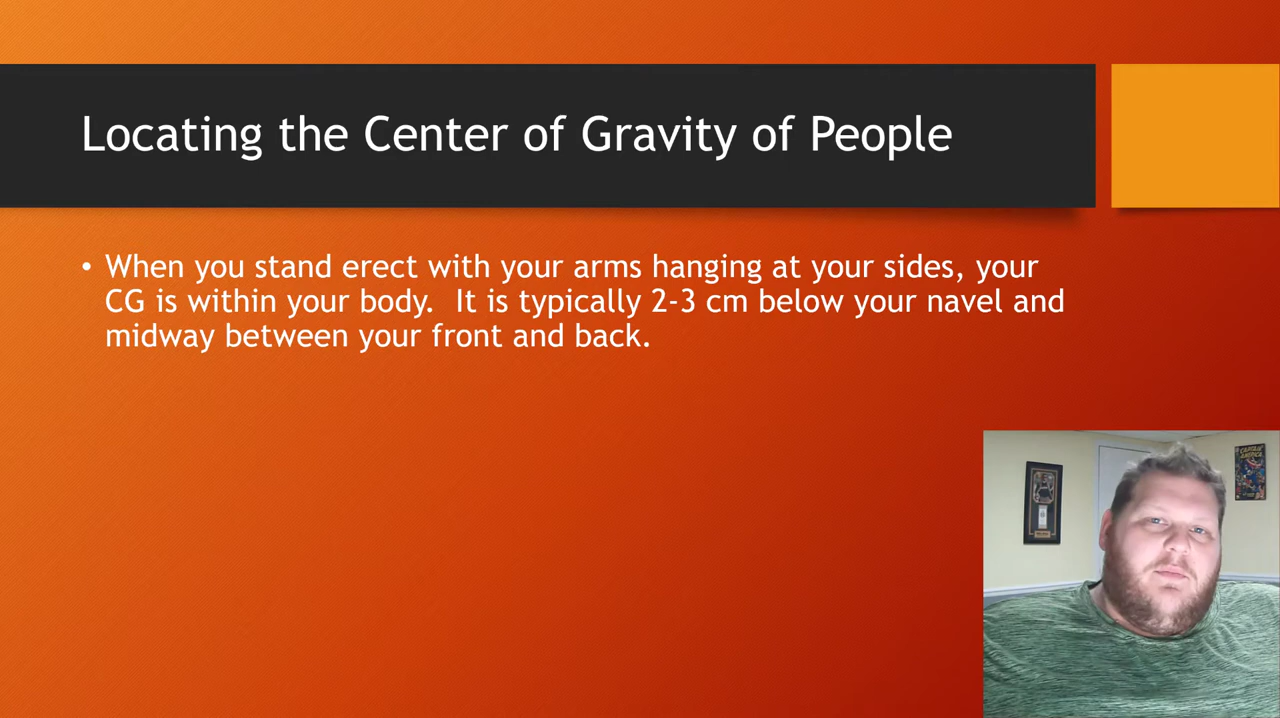 Locating the Center of Gravity of People
• When you stand erect with your arms hanging at your sides, your
CG is within your body.  It is typically 2-3 cm below your navel and
midway between your front and back.